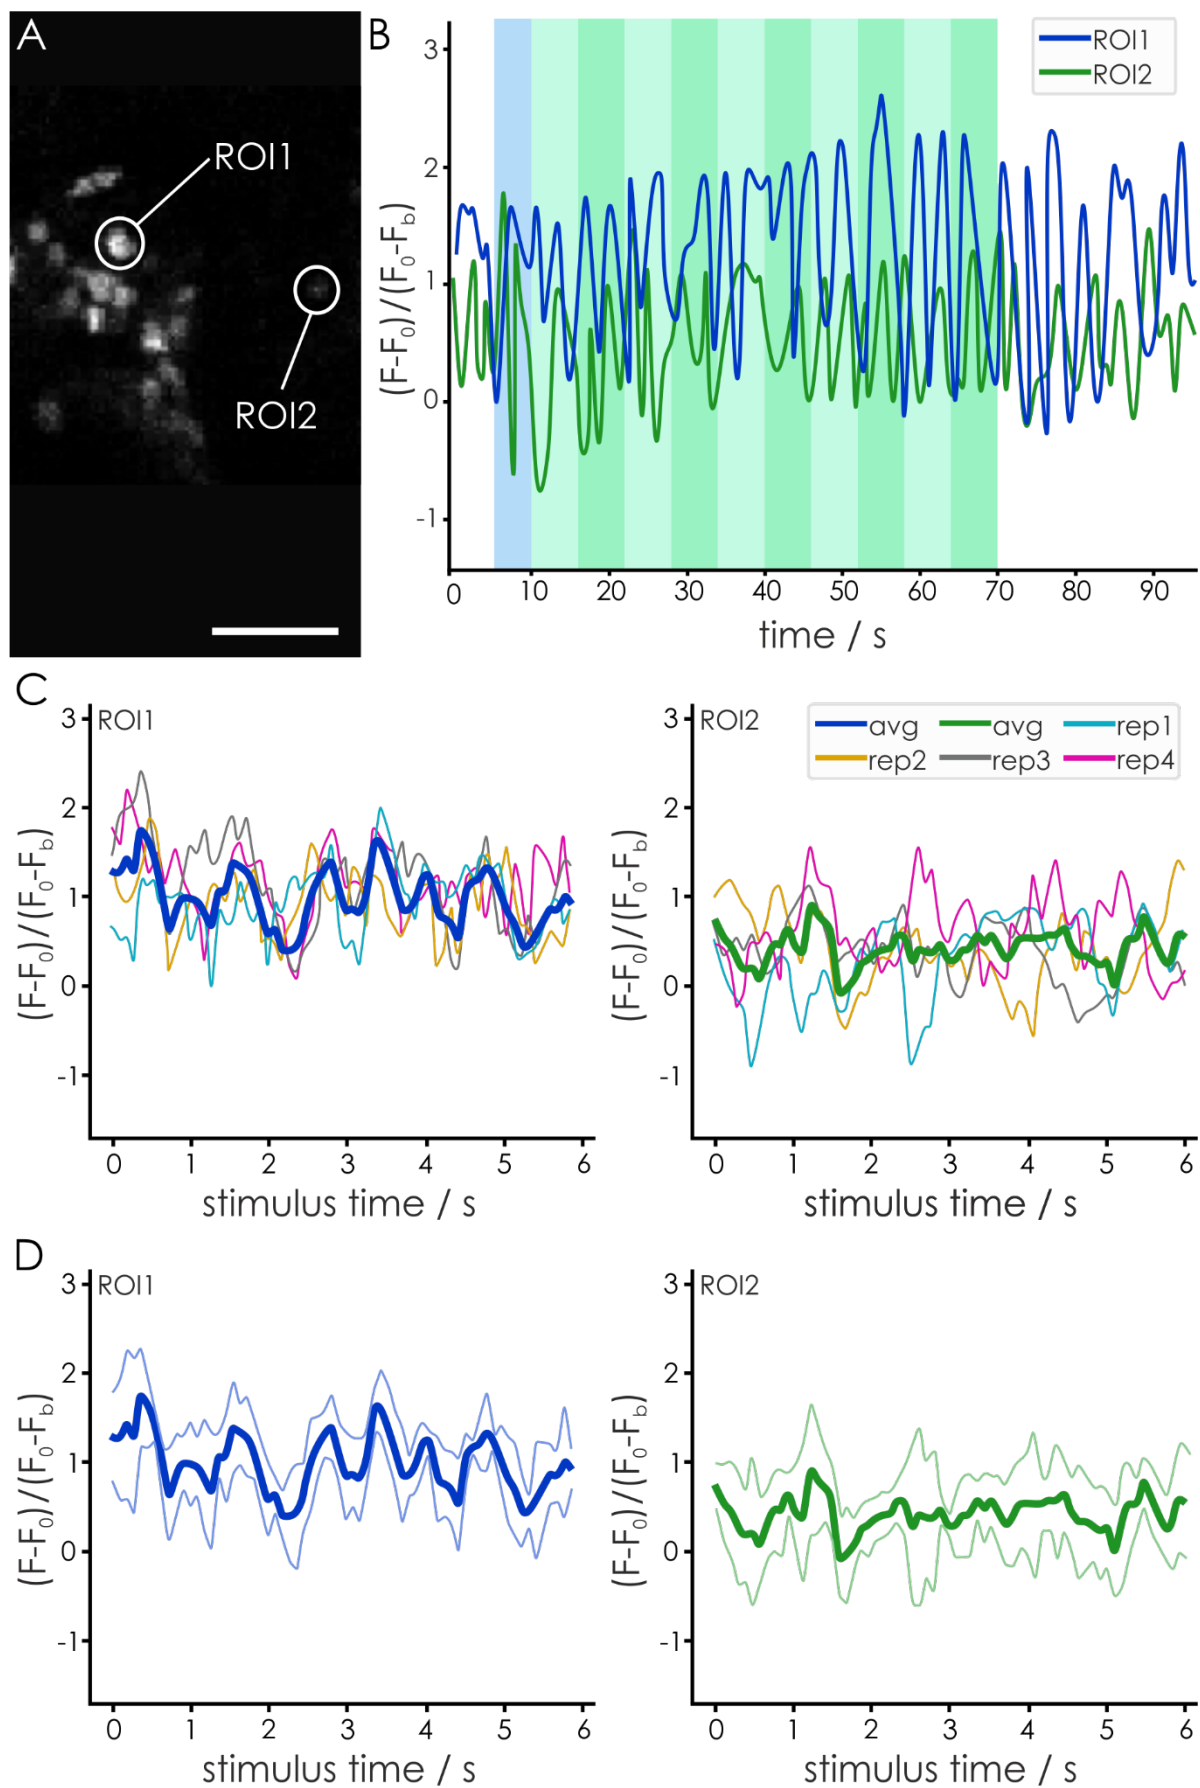 A
ROI1
ROI2
B
ROI1
ROI2
3
2
1
0
-1
(F-F0)/(F0-Fb)
0 10 20 30 40 50 60 70 80 90
time / s
C
ROI1
3
2
1
0
-1
(F-F0)/(F0-Fb)
0 1 2 3 4 5 6
stimulus time / s
ROI2
avg avg rep1
rep2 rep3 rep4
3
2
1
0
-1
(F-F0)/(F0-Fb)
0 1 2 3 4 5 6
stimulus time / s
D
ROI1
3
2
1
0
-1
(F-F0)/(F0-Fb)
0 1 2 3 4 5 6
stimulus time / s
ROI2
3
2
1
0
-1
(F-F0)/(F0-Fb)
0 1 2 3 4 5 6
stimulus time / s